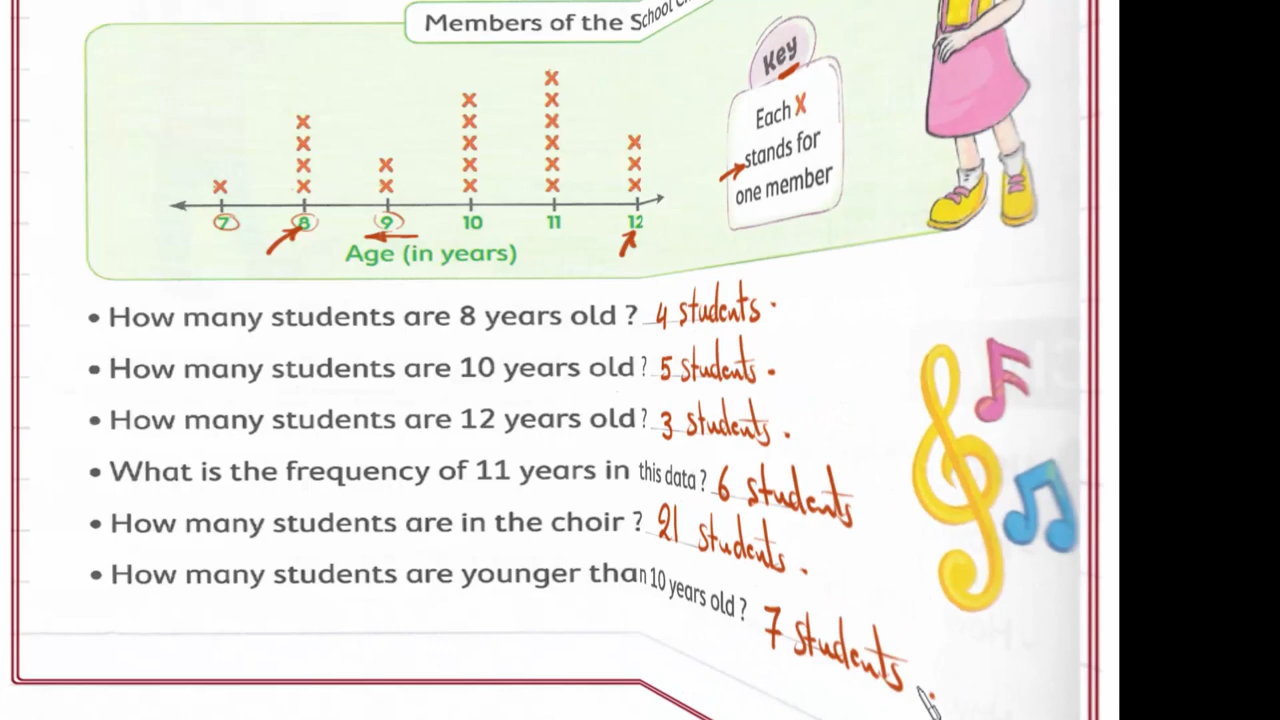 Members of the School
Key
Each X
stands for
one member
7 8 9 10 11 12
Age (in years)
• How many students are 8 years old ? 4 students .
• How many students are 10 years old ? 5 students .
• How many students are 12 years old ? 3 students .
• What is the frequency of 11 years in this data ? 6 students
• How many students are in the choir ? 21 students .
• How many students are younger than 10 years old ? 7 students .